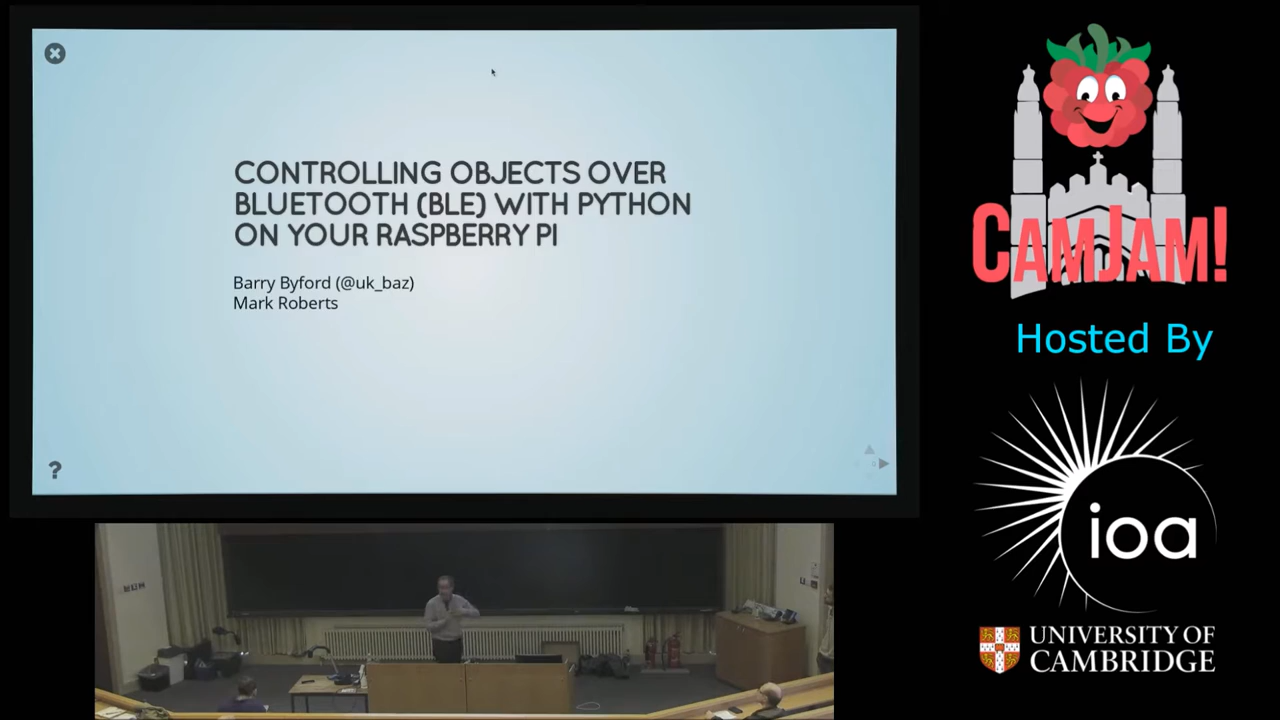 CONTROLLING OBJECTS OVER
BLUETOOTH (BLE) WITH PYTHON
ON YOUR RASPBERRY PI
Barry Byford (@uk_baz)
Mark Roberts
?
CAMJAM!
Hosted By
ioa
UNIVERSITY OF
CAMBRIDGE